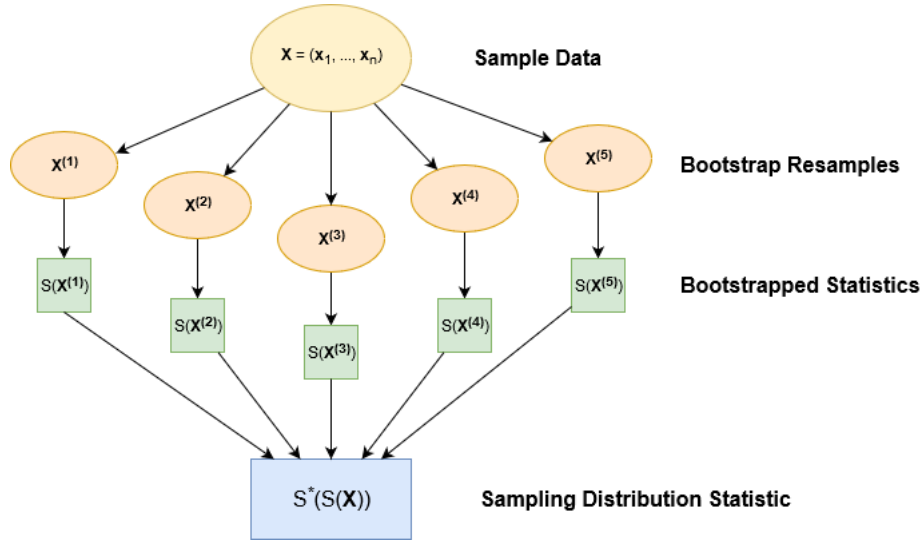 X = (x₁, ..., xₙ)
Sample Data
X⁽¹⁾
X⁽²⁾
X⁽³⁾
X⁽⁴⁾
X⁽⁵⁾
Bootstrap Resamples
S(X⁽¹⁾)
S(X⁽²⁾)
S(X⁽³⁾)
S(X⁽⁴⁾)
S(X⁽⁵⁾)
Bootstrapped Statistics
S*(S(X))
Sampling Distribution Statistic